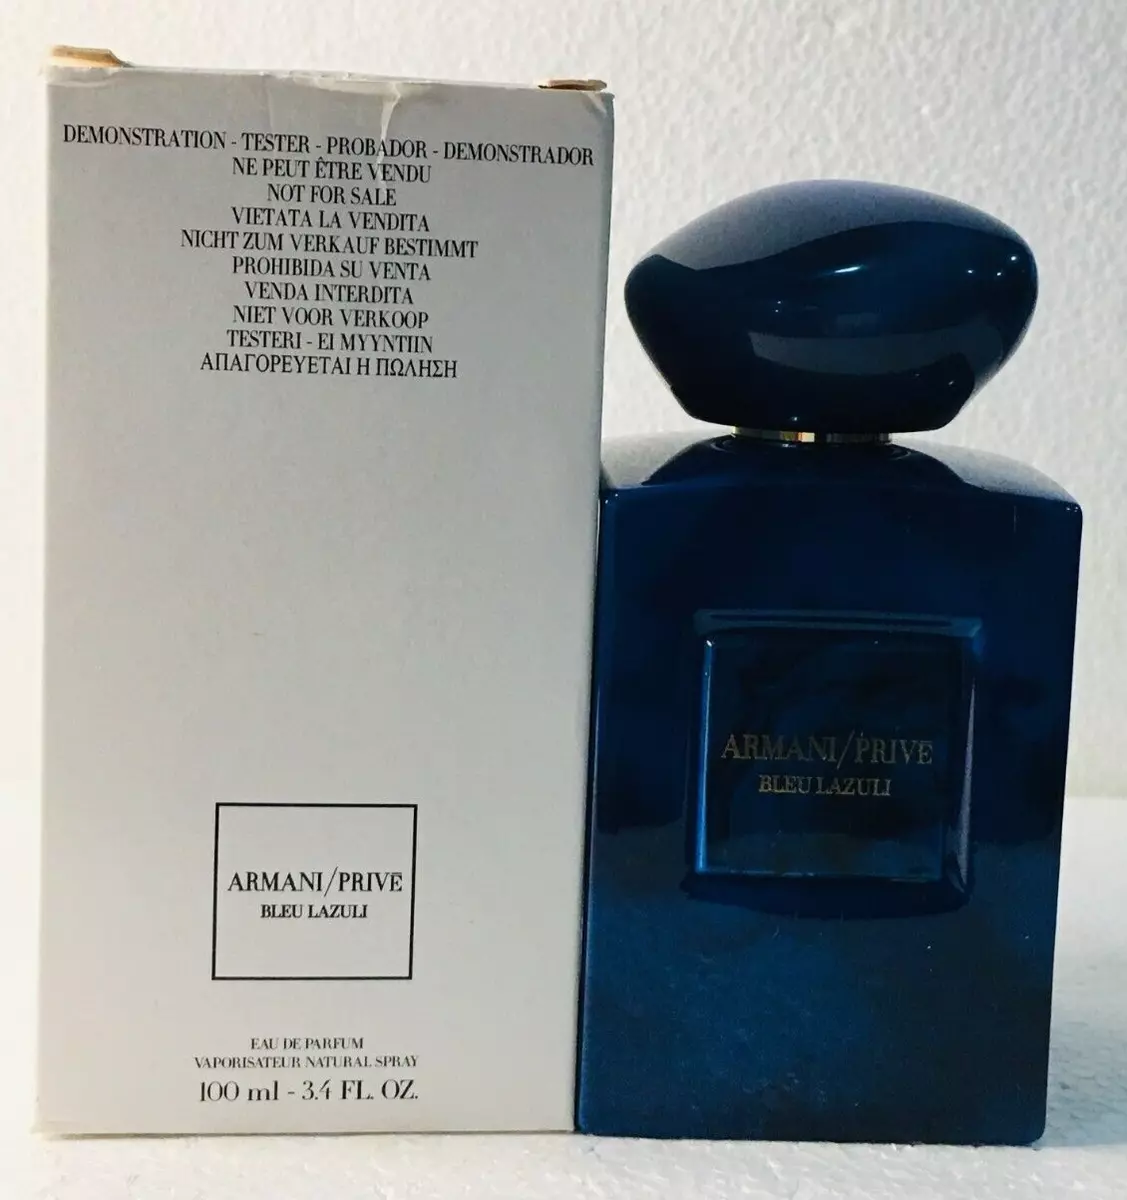 DEMONSTRATION - TESTER - PROBADOR - DEMONSTRADOR
NE PEUT ÊTRE VENDU
NOT FOR SALE
VIETATA LA VENDITA
NICHT ZUM VERKAUF BESTIMMT
PROHIBIDA SU VENTA
VENDA INTERDITA
NIET VOOR VERKOOP
TESTERI - EI MYYNTIIN
ΑΠΑΓΟΡΕΥΕΤΑΙ Η ΠΩΛΗΣΗ
ARMANI/PRIVĒ
BLEU LAZULI
EAU DE PARFUM
VAPORISATEUR NATURAL SPRAY
100 ml - 3.4 FL. OZ.
ARMANI/PRIVĒ
BLEU LAZULI